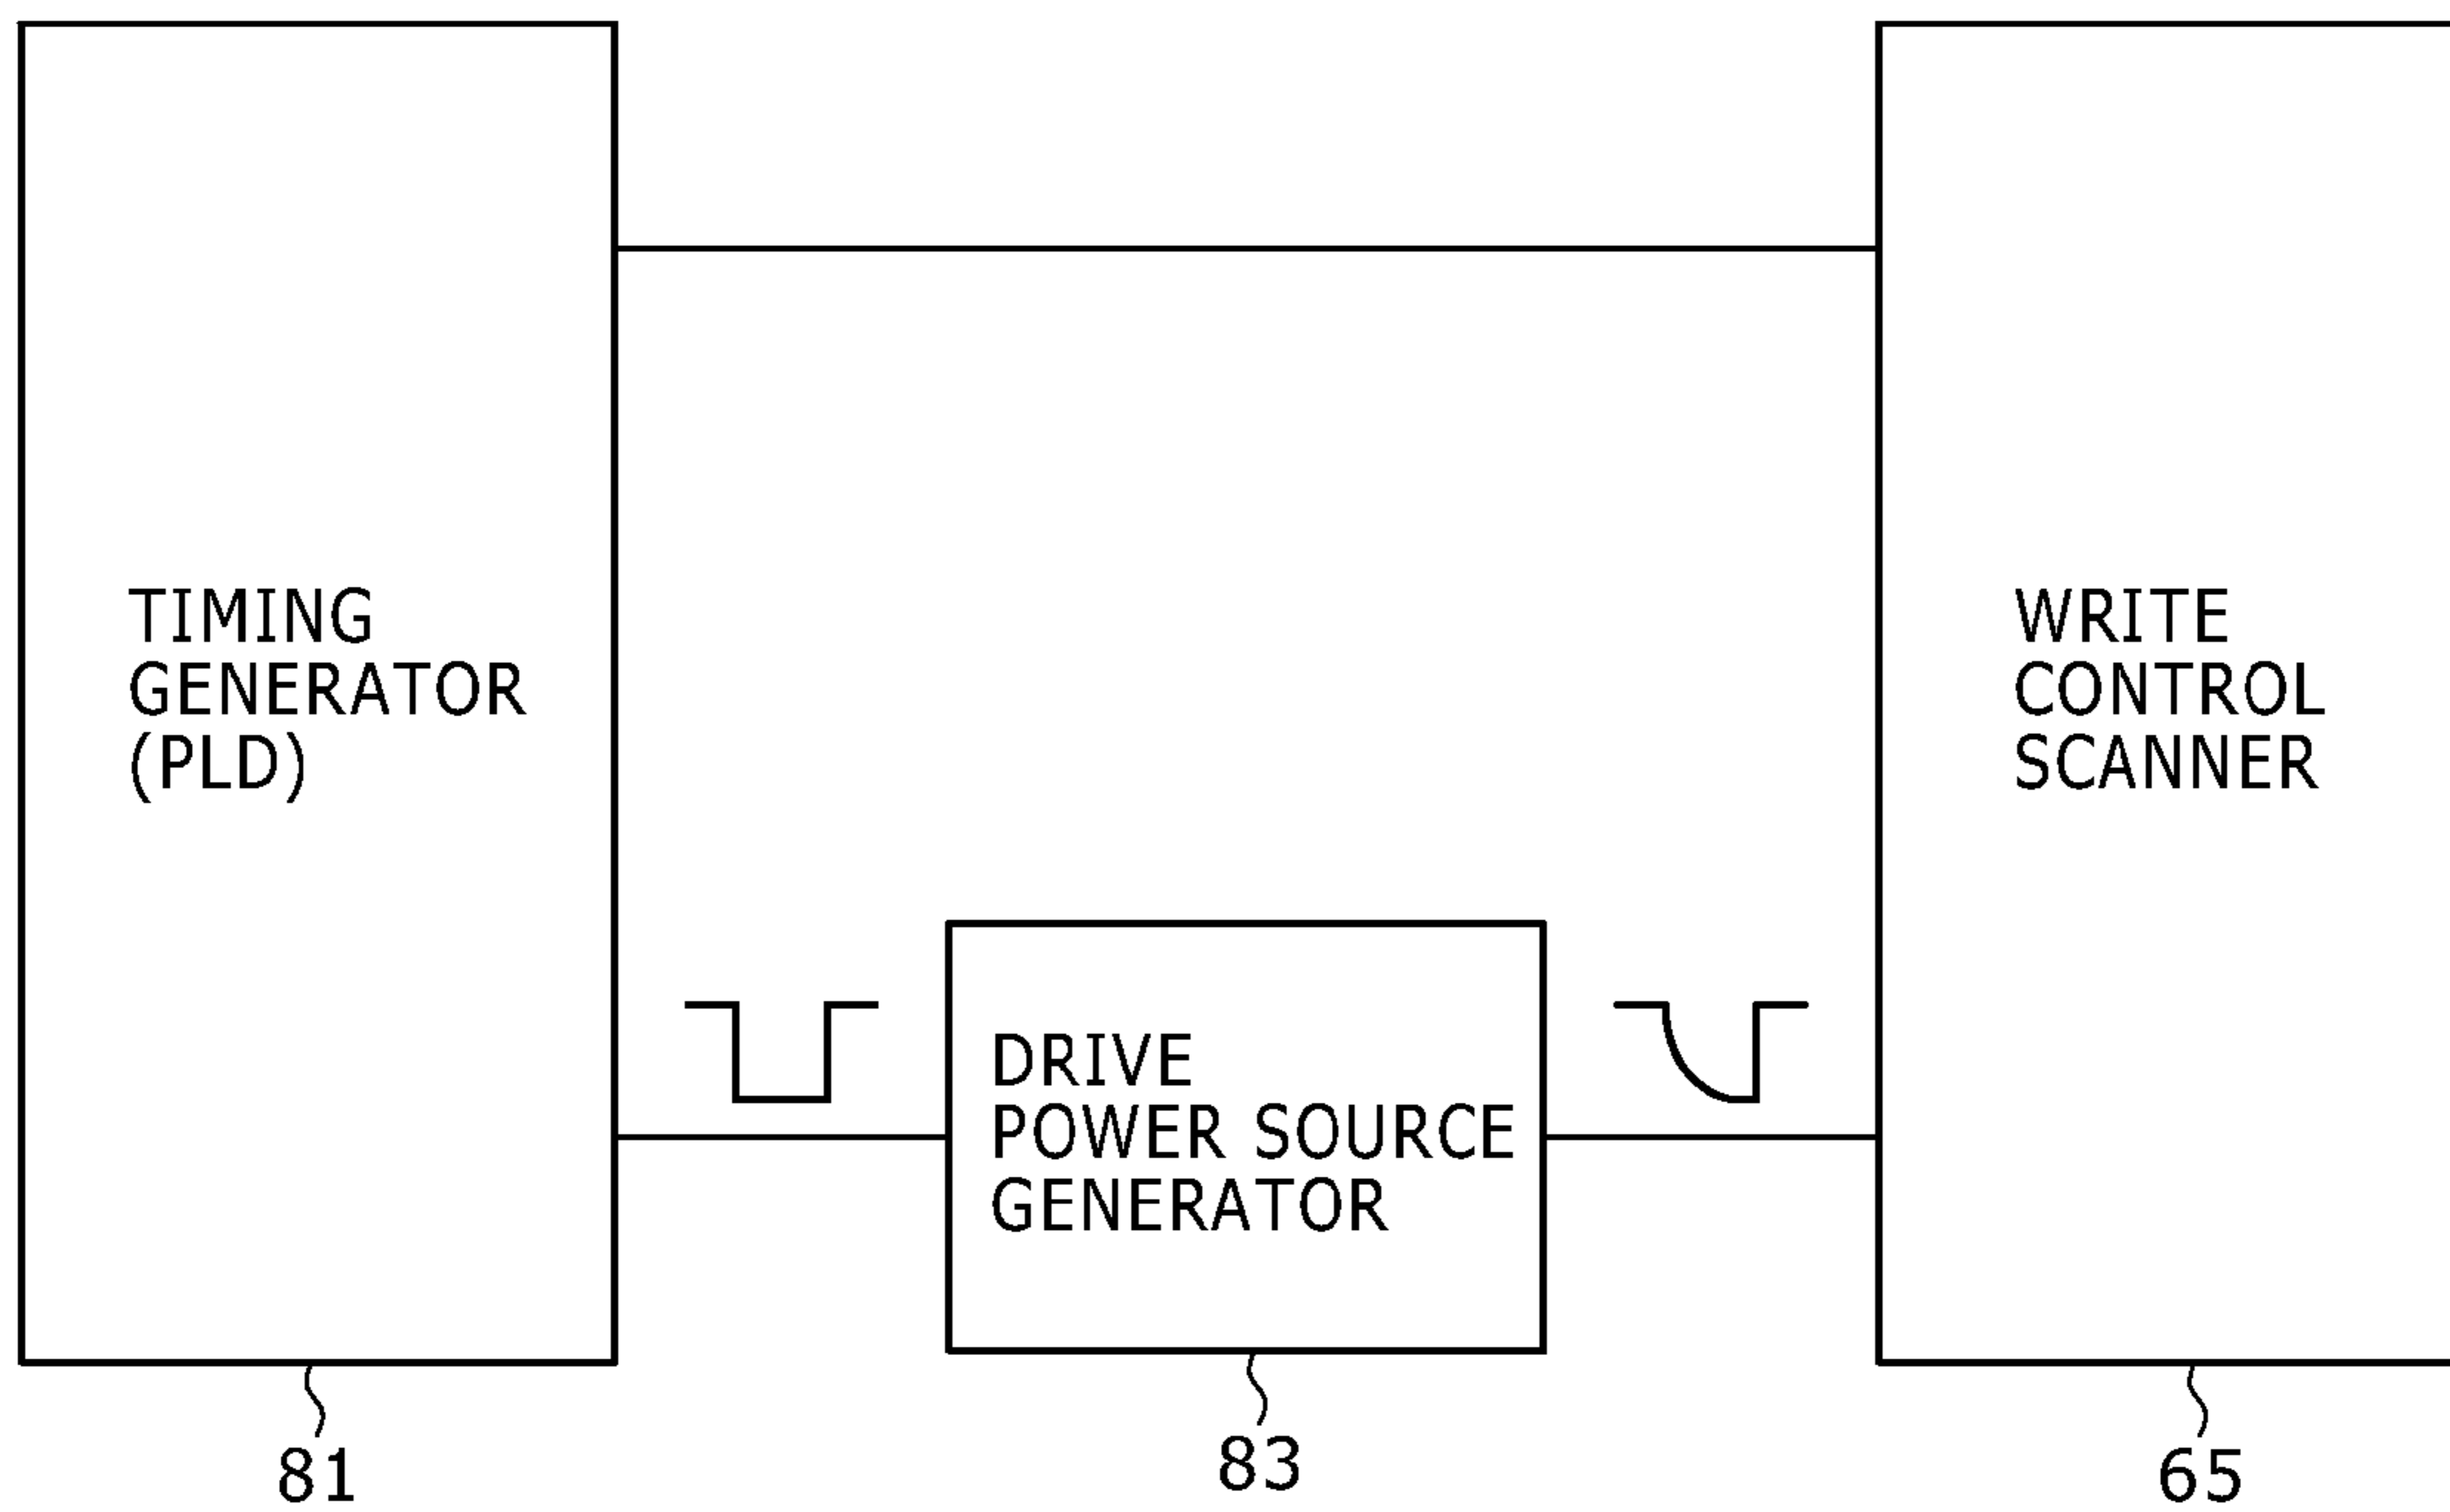 TIMING
GENERATOR
(PLD)
WRITE
CONTROL
SCANNER
DRIVE
POWER SOURCE
GENERATOR
81
83
65